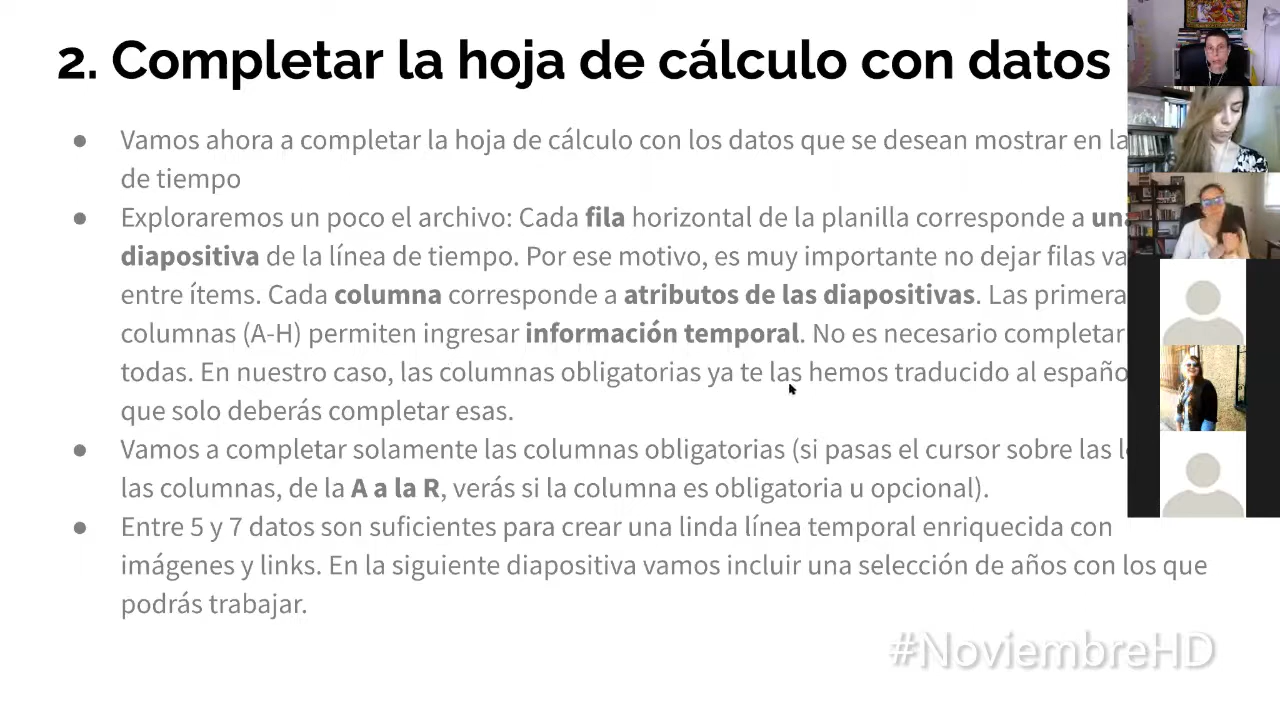 2. Completar la hoja de cálculo con datos
● Vamos ahora a completar la hoja de cálculo con los datos que se desean mostrar en la
de tiempo
● Exploraremos un poco el archivo: Cada fila horizontal de la planilla corresponde a una
diapositiva de la línea de tiempo. Por ese motivo, es muy importante no dejar filas
entre ítems. Cada columna corresponde a atributos de las diapositivas. Las
columnas (A-H) permiten ingresar información temporal. No es necesario completar
todas. En nuestro caso, las columnas obligatorias ya te las hemos traducido al
que solo deberás completar esas.
● Vamos a completar solamente las columnas obligatorias (si pasas el cursor sobre las
las columnas, de la A a la R, verás si la columna es obligatoria u opcional).
● Entre 5 y 7 datos son suficientes para crear una linda línea temporal enriquecida con
imágenes y links. En la siguiente diapositiva vamos incluir una selección de años con los que
podrás trabajar.
#NoviembreHD